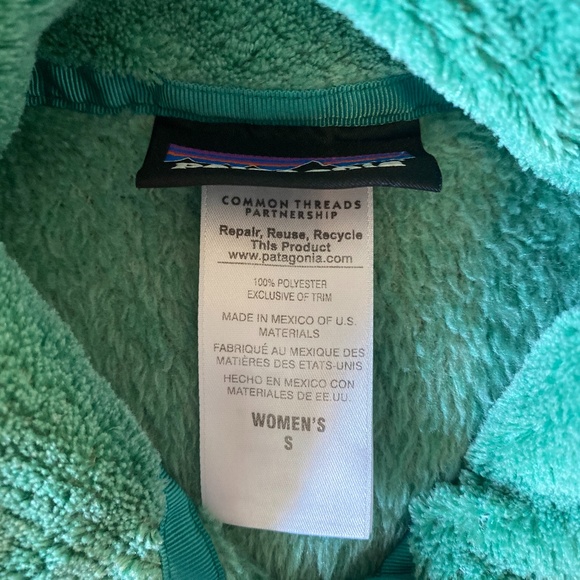 patagonia
COMMON THREADS
PARTNERSHIP
Repair, Reuse, Recycle
This Product
www.patagonia.com
100% POLYESTER
EXCLUSIVE OF TRIM
MADE IN MEXICO OF U.S.
MATERIALS
FABRIQUÉ AU MEXIQUE DES
MATIÈRES DES ETATS-UNIS
HECHO EN MEXICO CON
MATERIALES DE EE.UU.
WOMEN'S
S